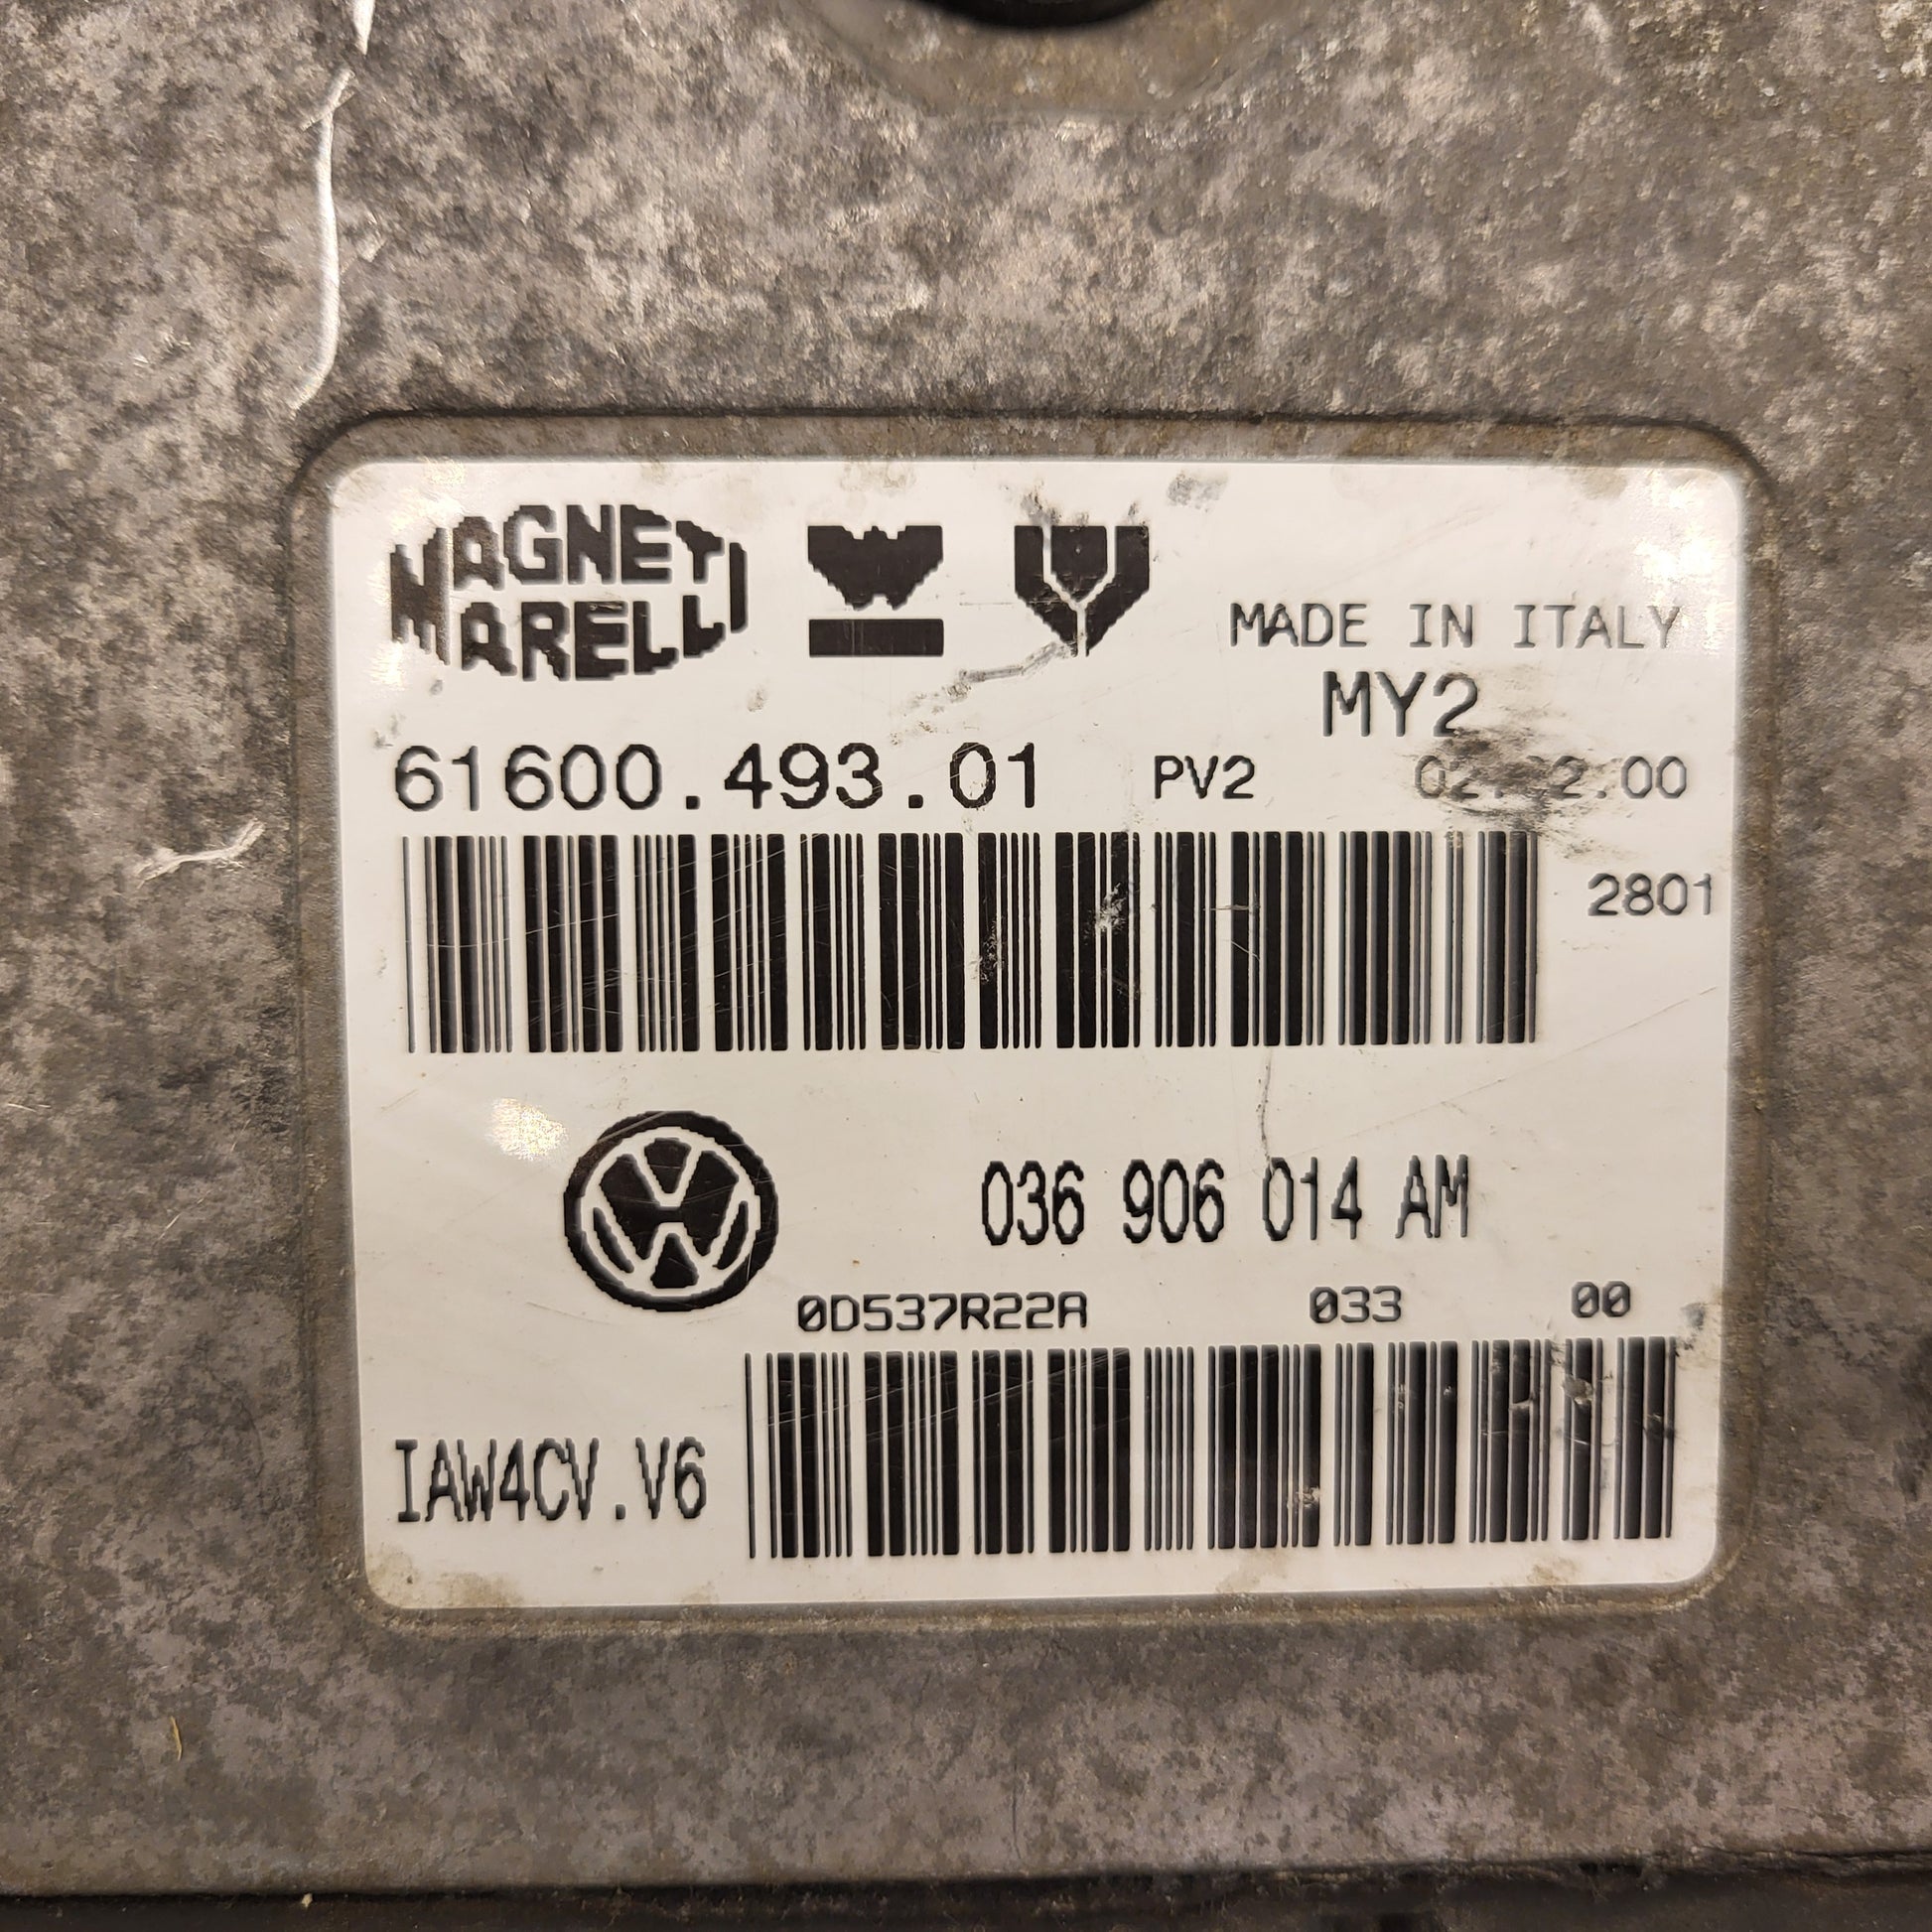 MAGNETI
MARELLI
MADE IN ITALY
MY2
61600.493.01 PV2
2801
036 906 014 AM
0D537R22A 033 00
IAW4CV.V6